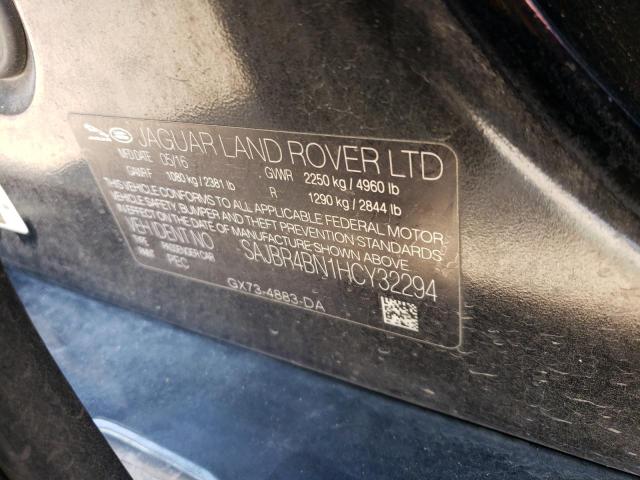 JAGUAR LAND ROVER LTD
MFD DATE 05/16 GVWR 2250 kg / 4960 lb
GAWR F 1080 kg / 2381 lb R 1290 kg / 2844 lb
THIS VEHICLE CONFORMS TO ALL APPLICABLE FEDERAL MOTOR
VEHICLE SAFETY, BUMPER AND THEFT PREVENTION STANDARDS
IN EFFECT ON THE DATE OF MANUFACTURE SHOWN ABOVE
VEH IDENT NO SAJBR4BN1HCY32294
TYPE PASSENGER CAR
PAINT PEC
GX73-4883-DA